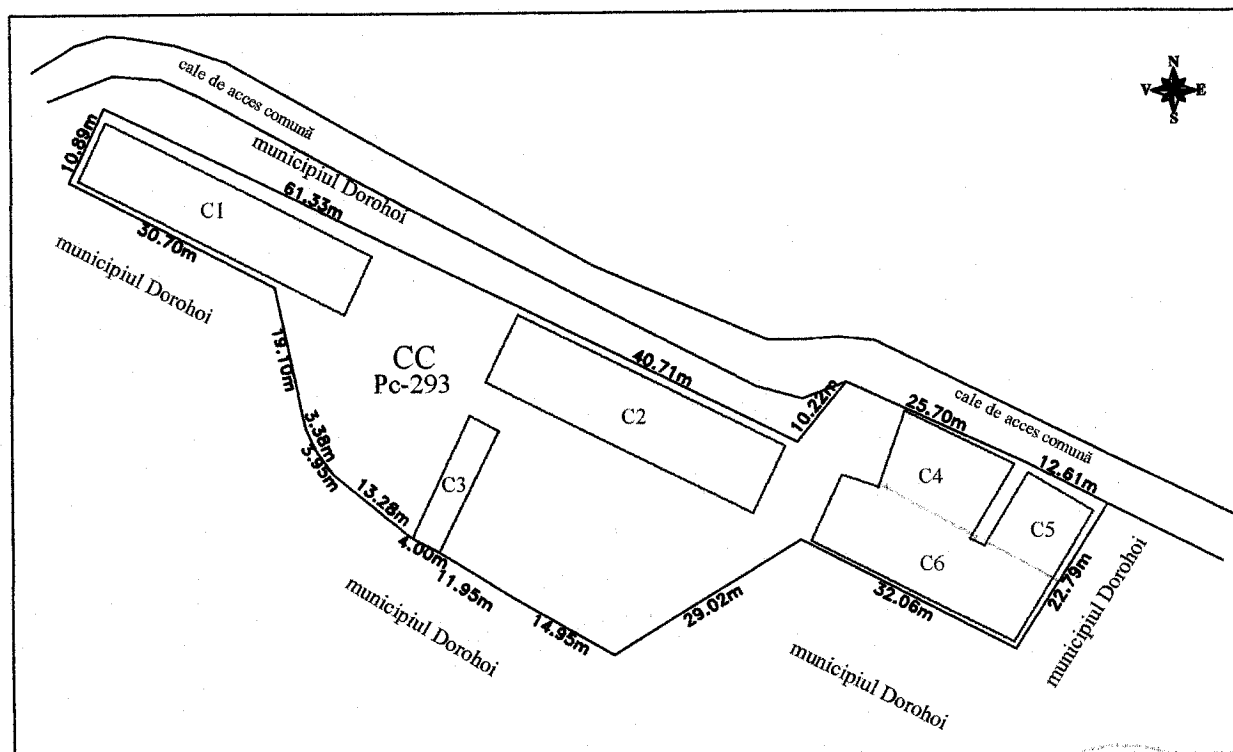 N
V E
S
cale de acces comună
municipiul Dorohoi
10.89m
61.33m
C1
30.70m
municipiul Dorohoi
19.10m
CC
Pc-293
40.71m
C2
10.22m
25.70m
cale de acces comună
12.61m
C4
C5
3.38m
3.95m
C3
13.28m
4.00m
11.95m
14.95m
29.02m
C6
32.06m
22.79m
municipiul Dorohoi
municipiul Dorohoi
municipiul Dorohoi